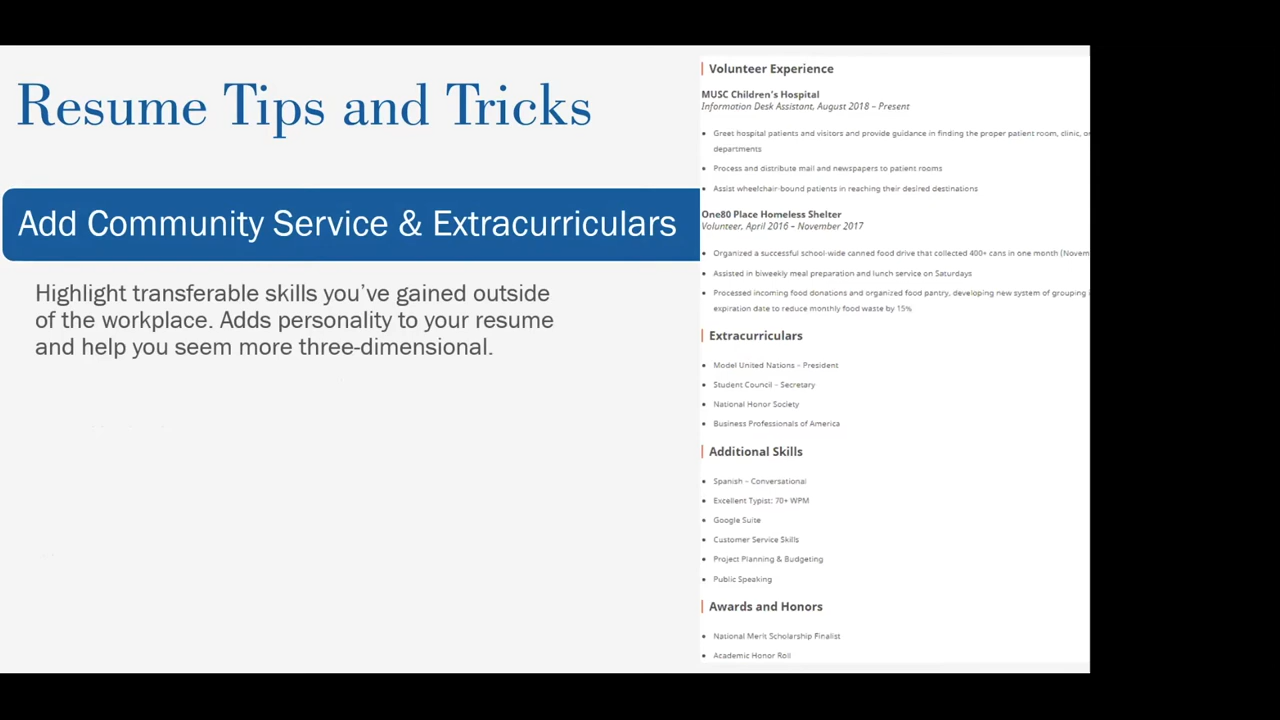 Resume Tips and Tricks
Add Community Service & Extracurriculars
Highlight transferable skills you've gained outside
of the workplace. Adds personality to your resume
and help you seem more three-dimensional.
Volunteer Experience
MUSC Children's Hospital
Information Desk Assistant, August 2018 – Present
• Greet hospital patients and visitors and provide guidance in finding the proper patient room, clinic,
departments
• Process and distribute mail and newspapers to patient rooms
• Assist wheelchair-bound patients in reaching their desired destinations
One80 Place Homeless Shelter
Volunteer, April 2016 – November 2017
• Organized a successful school-wide canned food drive that collected 400+ cans in one month (Novem
• Assisted in biweekly meal preparation and lunch service on Saturdays
• Processed incoming food donations and organized food pantry, developing new system of grouping
expiration date to reduce monthly food waste by 15%
Extracurriculars
• Model United Nations – President
• Student Council – Secretary
• National Honor Society
• Business Professionals of America
Additional Skills
• Spanish – Conversational
• Excellent Typist: 70+ WPM
• Google Suite
• Customer Service Skills
• Project Planning & Budgeting
• Public Speaking
Awards and Honors
• National Merit Scholarship Finalist
• Academic Honor Roll